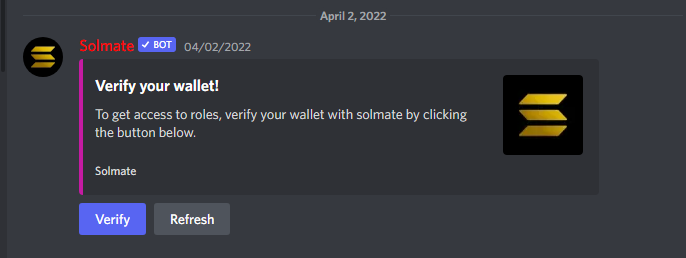 April 2, 2022
Solmate ✓ BOT 04/02/2022
Verify your wallet!
To get access to roles, verify your wallet with solmate by clicking
the button below.
Solmate
Verify Refresh